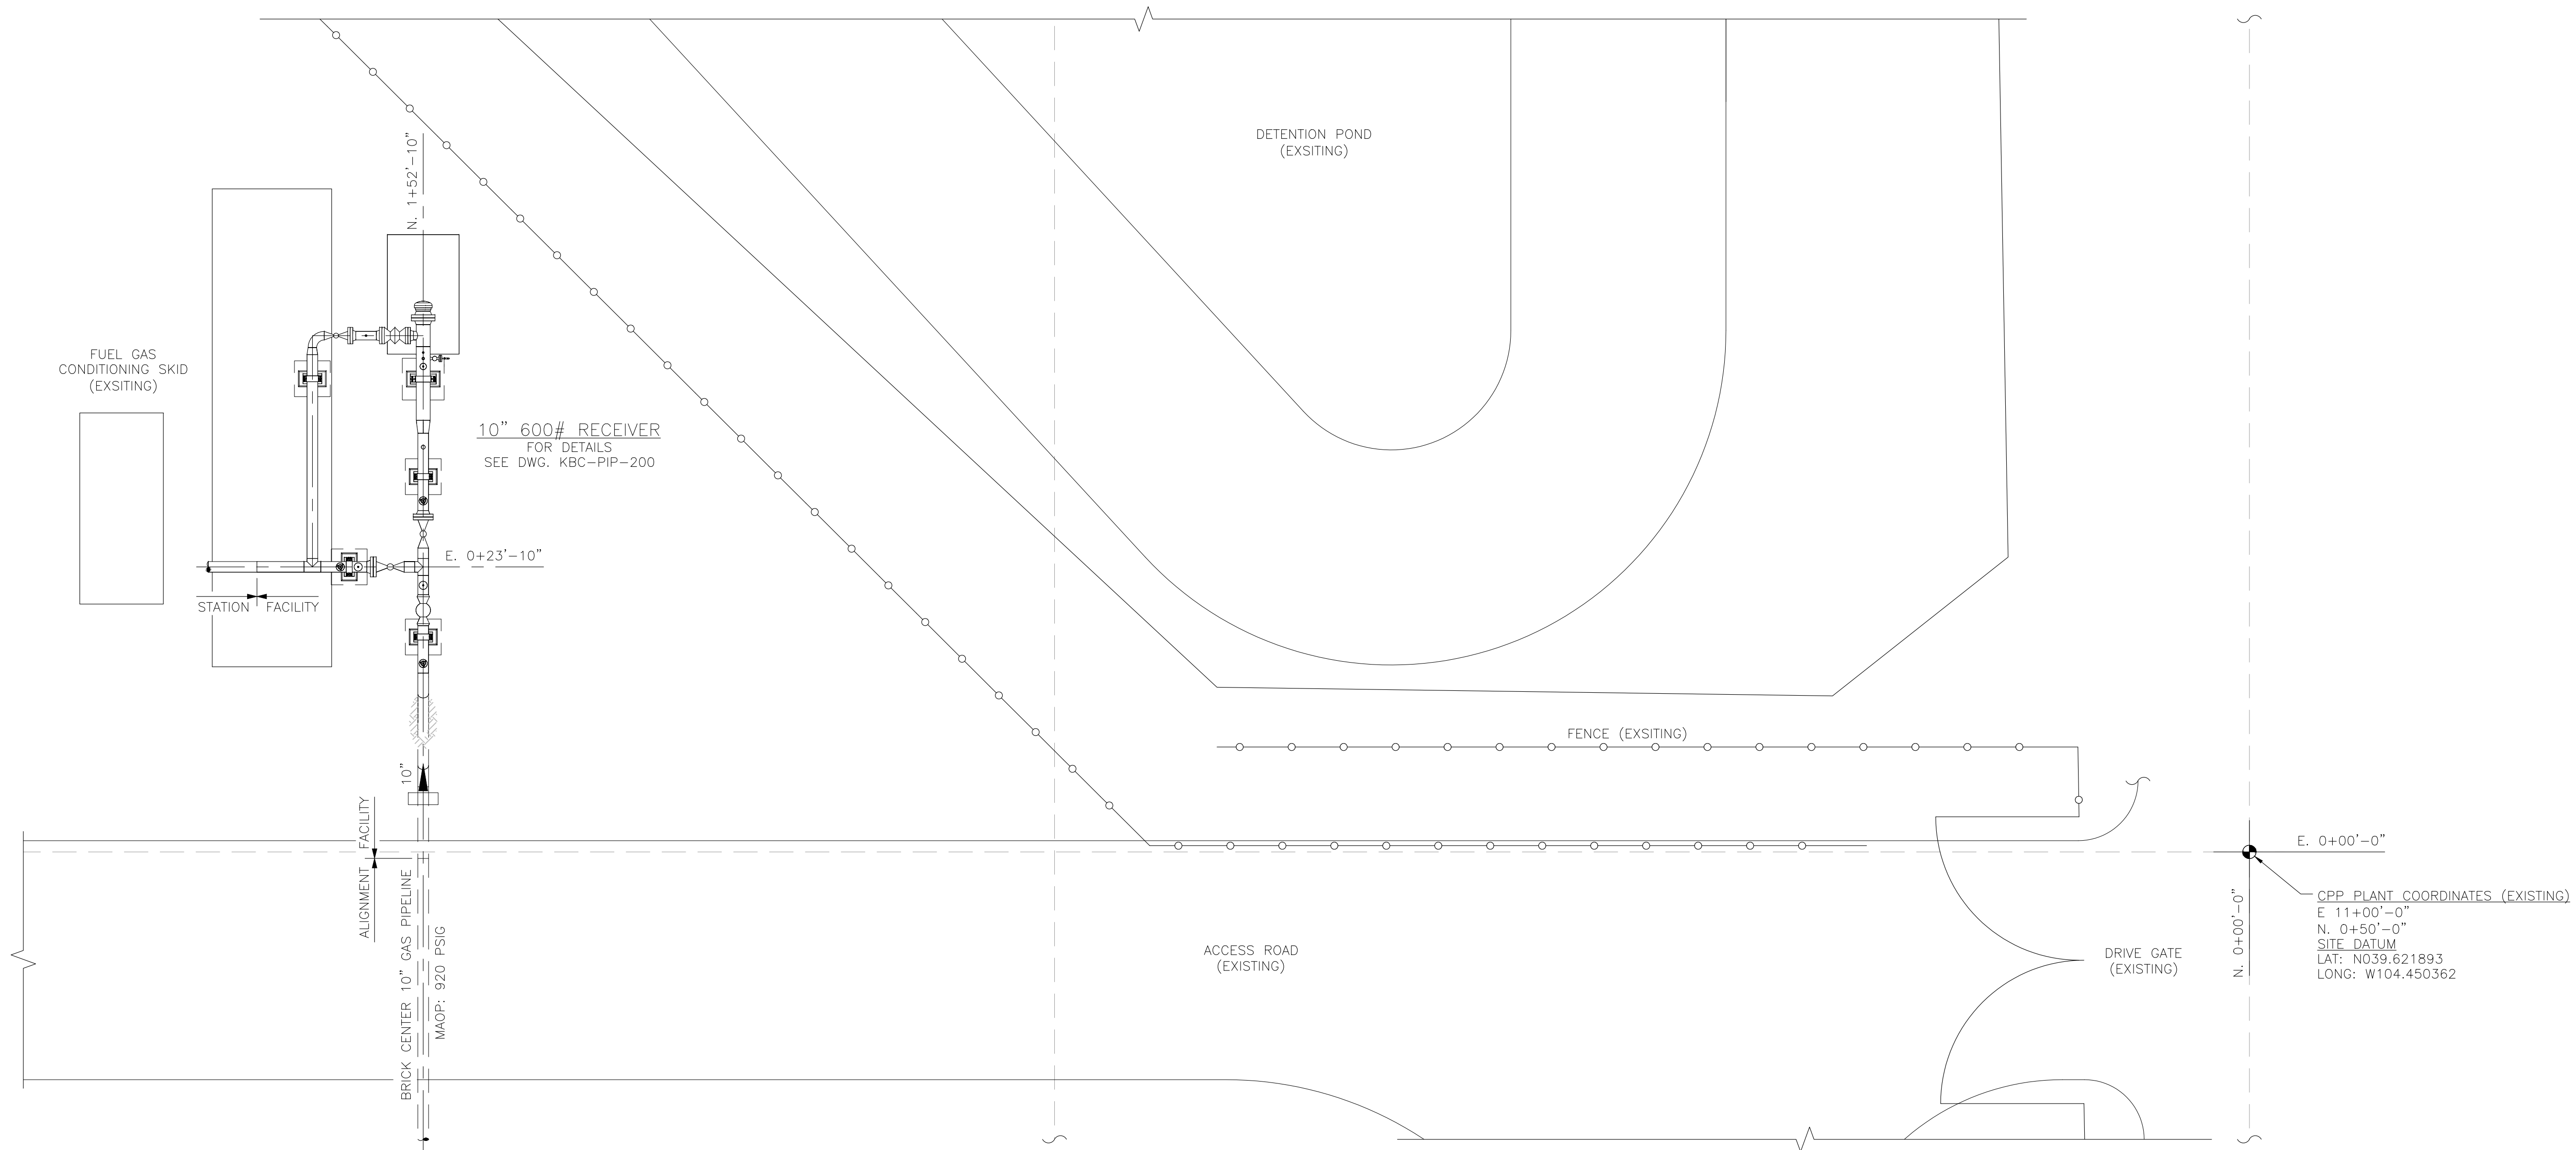 DETENTION POND
(EXSITING)
N. 1+52'-10"
FUEL GAS
CONDITIONING SKID
(EXSITING)
10" 600# RECEIVER
FOR DETAILS
SEE DWG. KBC-PIP-200
E. 0+23'-10"
STATION FACILITY
FENCE (EXSITING)
10"
ALIGNMENT FACILITY
BRICK CENTER 10" GAS PIPELINE
MAOP: 920 PSIG
ACCESS ROAD
(EXISTING)
DRIVE GATE
(EXISTING)
E. 0+00'-0"
N. 0+00'-0"
CPP PLANT COORDINATES (EXISTING)
E 11+00'-0"
N. 0+50'-0"
SITE DATUM
LAT: N039.621893
LONG: W104.450362